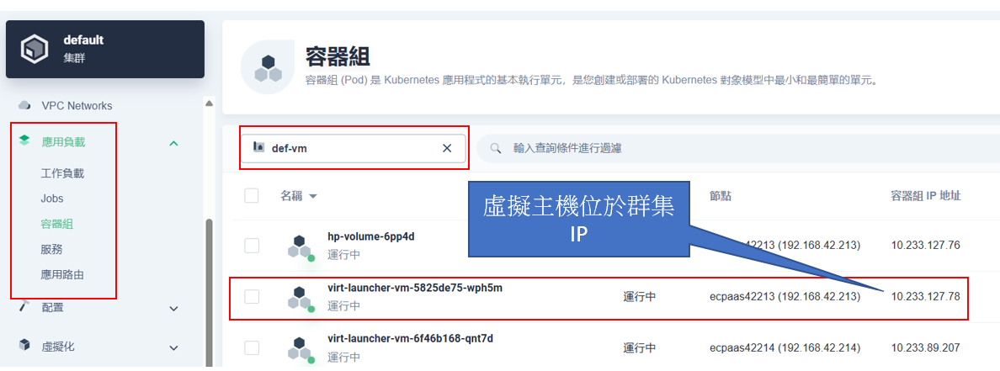 default
集群
VPC Networks
應用負載
工作負載
Jobs
容器組
服務
應用路由
配置
虛擬化
容器組
容器組 (Pod) 是 Kubernetes 應用程式的基本執行單元，是您創建或部署的 Kubernetes 對象模型中最小和最簡單的單元。
def-vm
輸入查詢條件進行過濾
名稱
節點
容器組 IP 地址
虛擬主機位於群集
IP
hp-volume-6pp4d
運行中
ecpaas42213 (192.168.42.213)
10.233.127.76
virt-launcher-vm-5825de75-wph5m
運行中
運行中
ecpaas42213 (192.168.42.213)
10.233.127.78
virt-launcher-vm-6f46b168-qnt7d
運行中
運行中
ecpaas42214 (192.168.42.214)
10.233.89.207